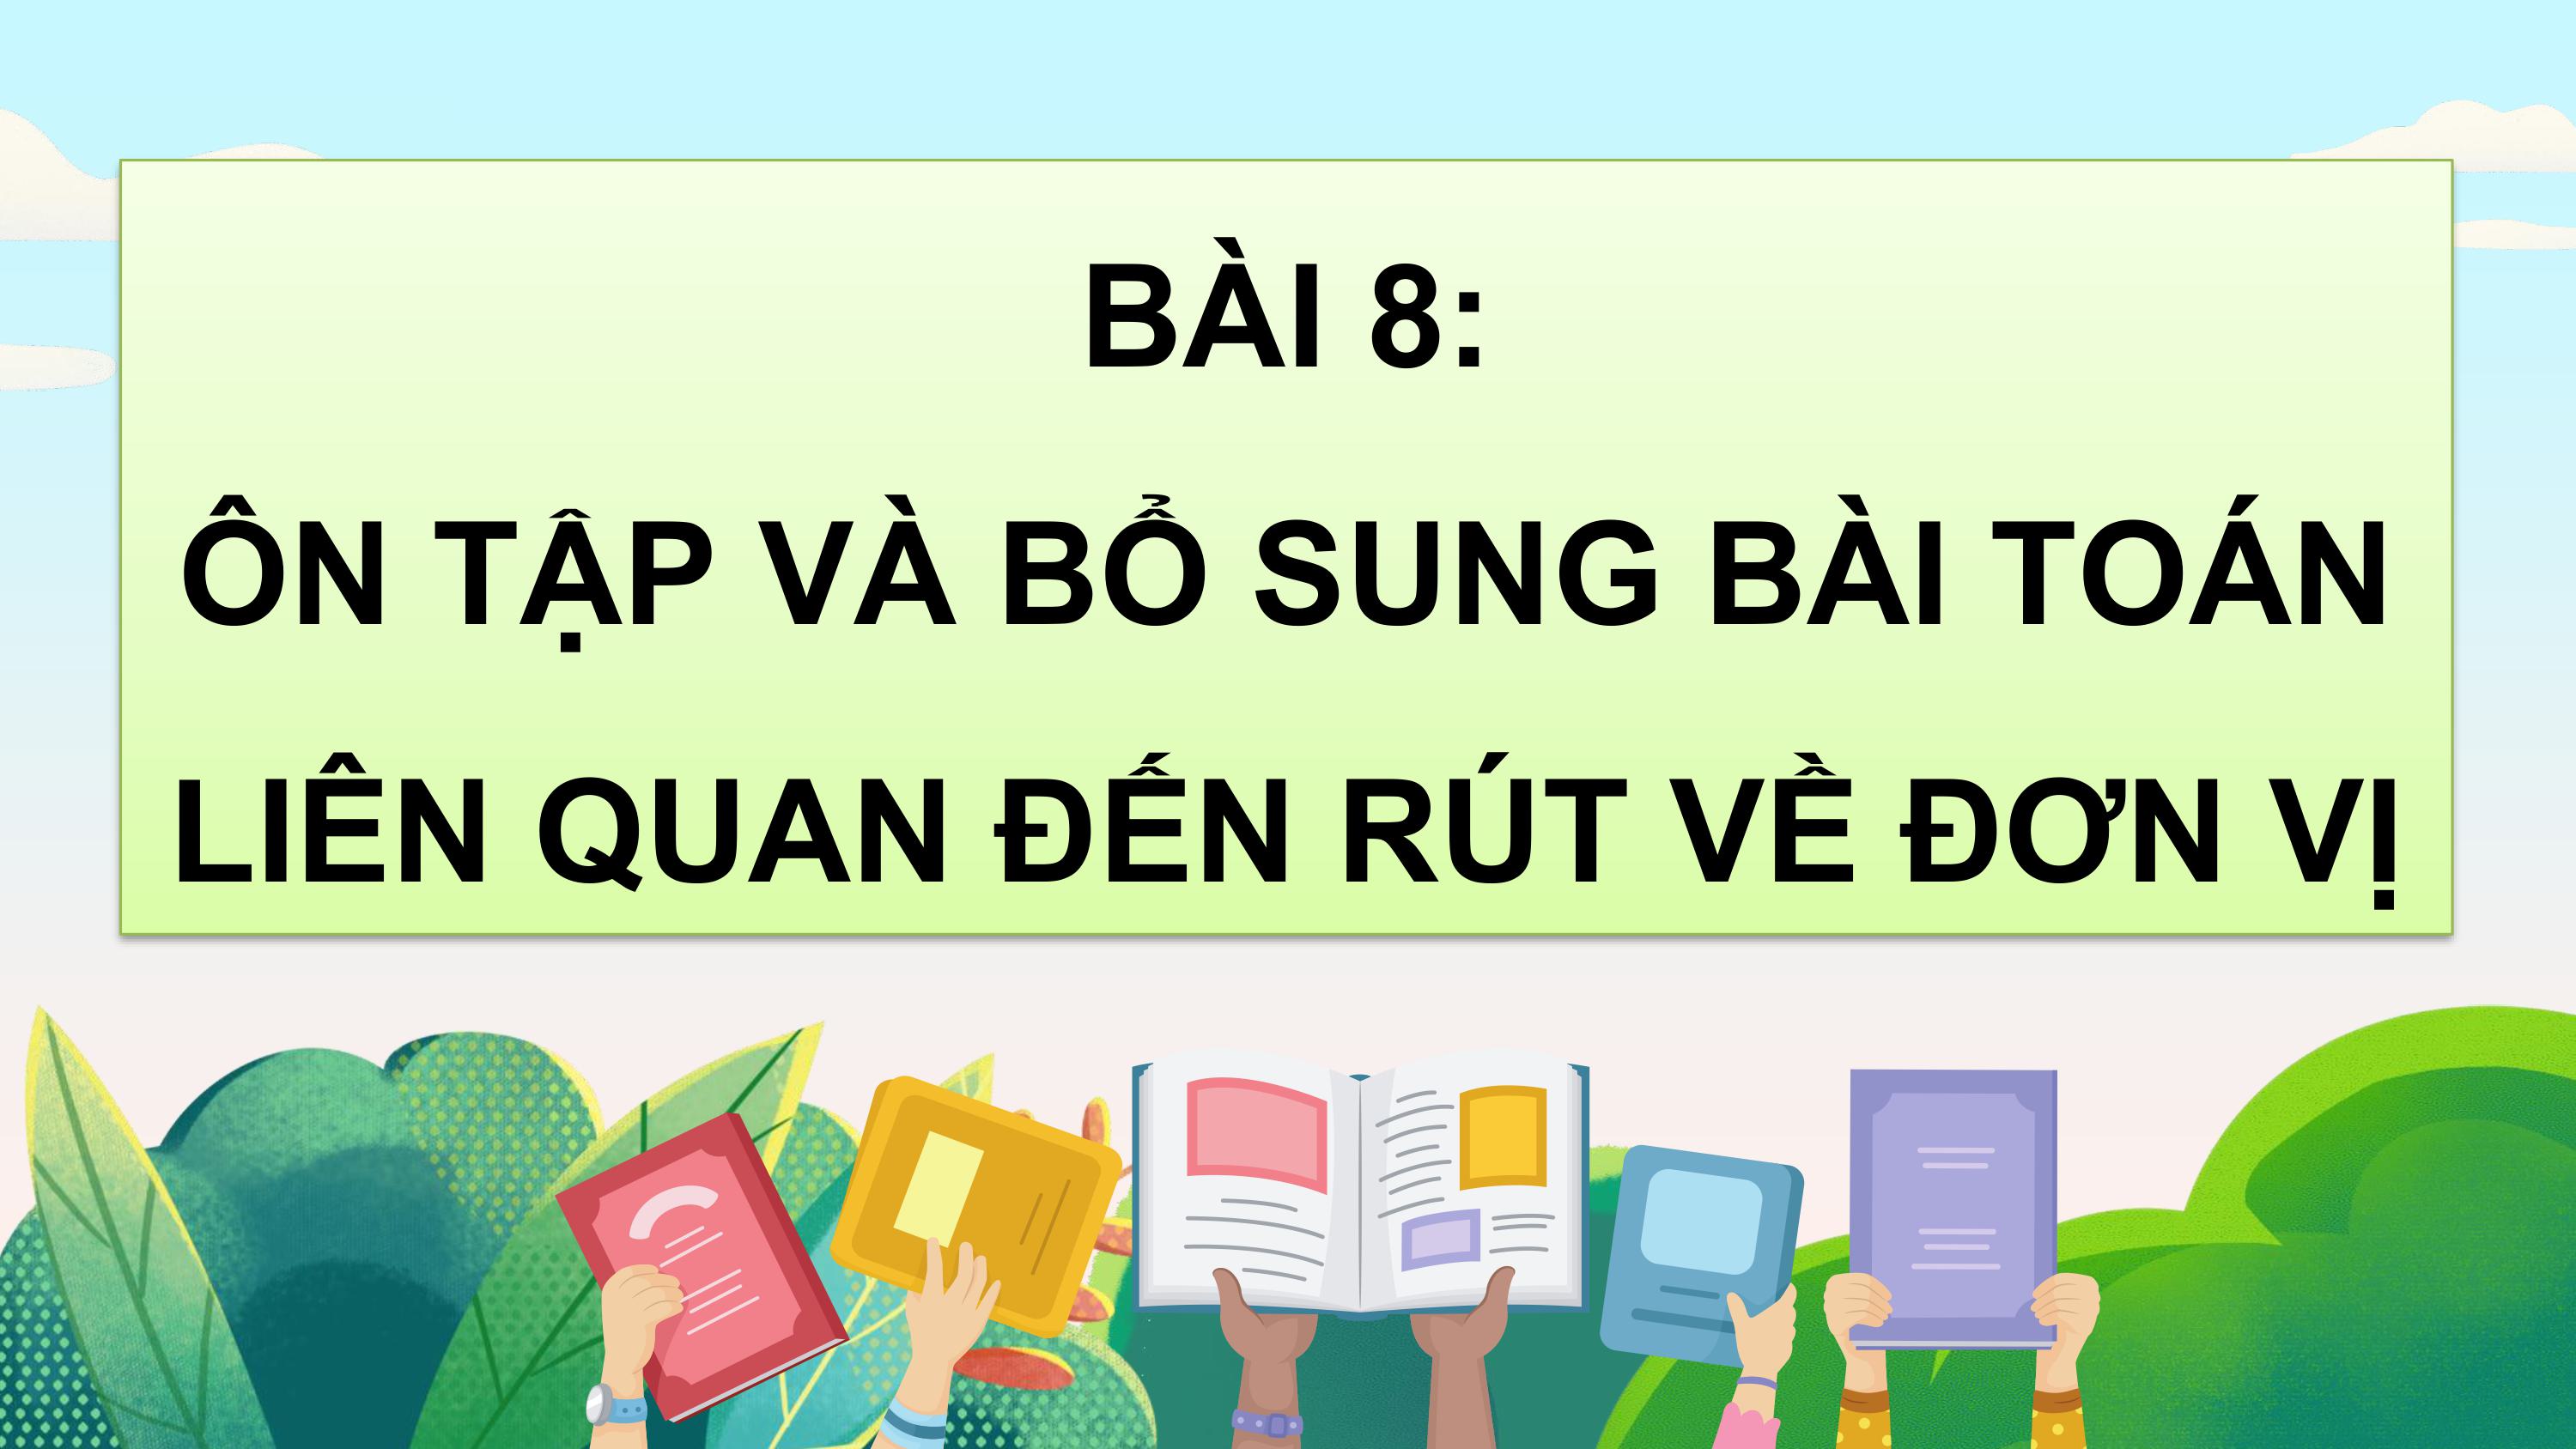 BÀI 8:
ÔN TẬP VÀ BỔ SUNG BÀI TOÁN
LIÊN QUAN ĐẾN RÚT VỀ ĐƠN VỊ